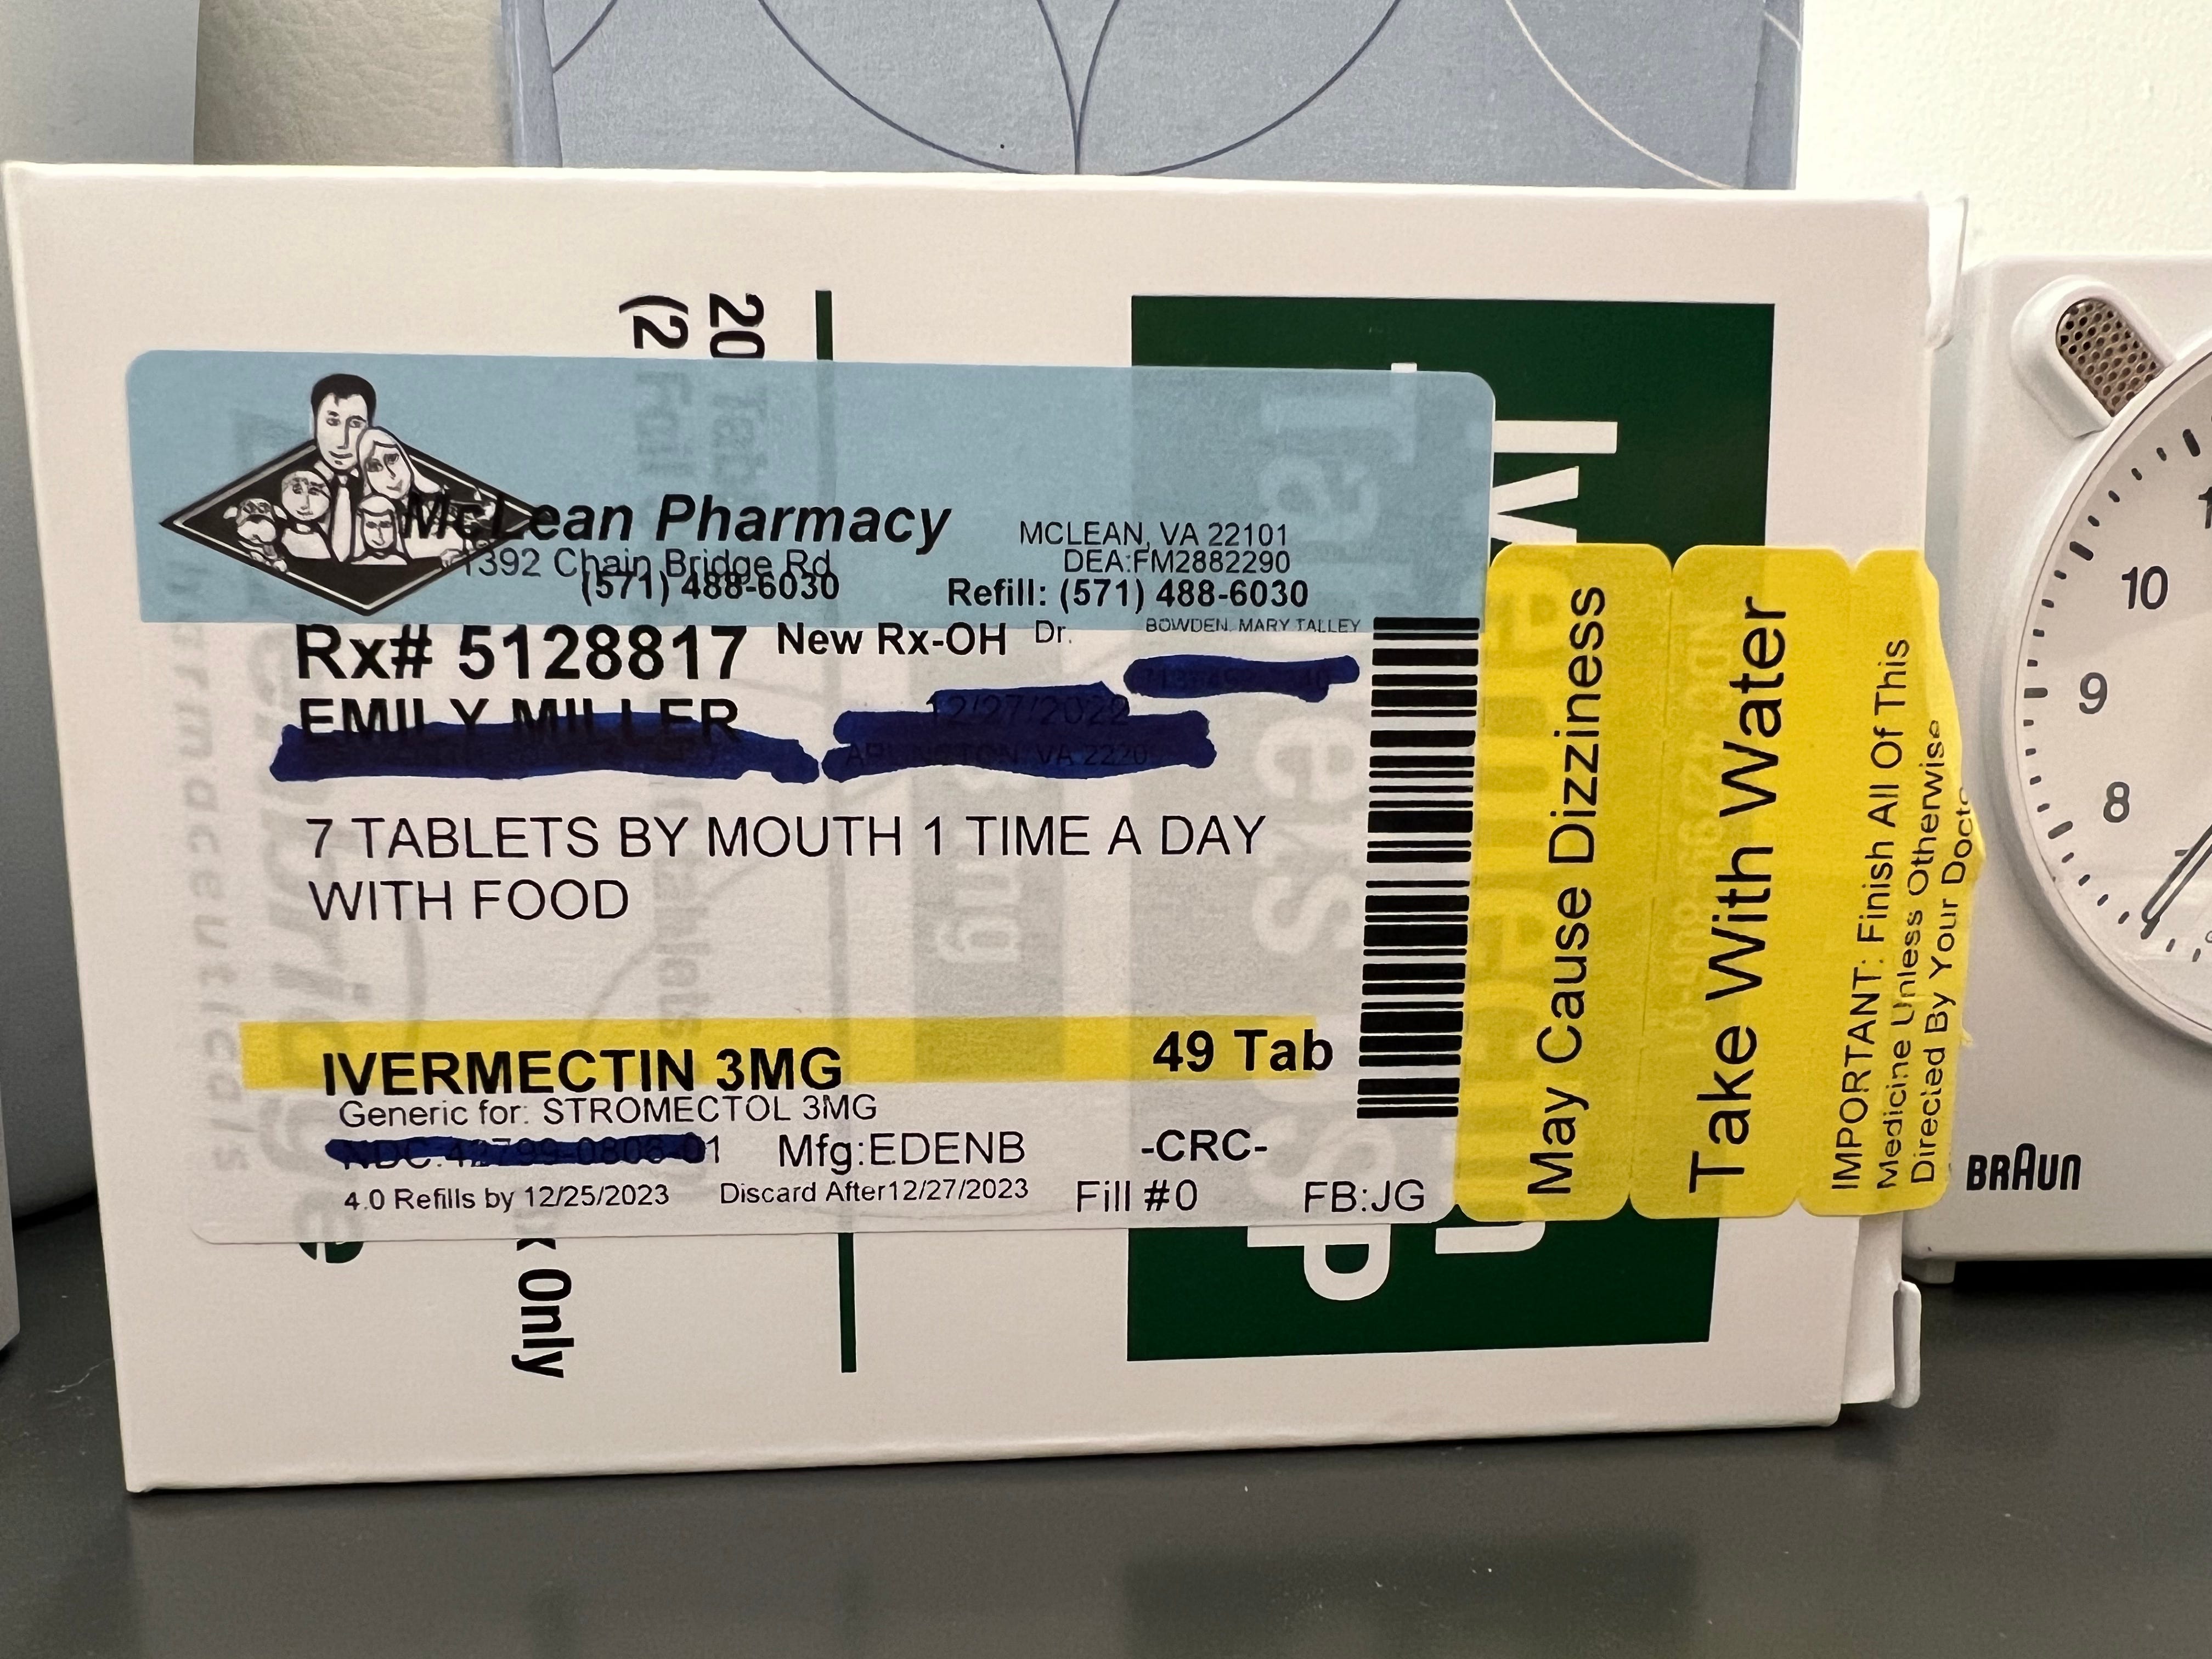 20
(2
McLean Pharmacy
MCLEAN, VA 22101
1392 Chain Bridge Rd
DEA:FM2882290
(571) 488-6030
Refill: (571) 488-6030
Rx# 5128817 New Rx-OH Dr. BOWDEN, MARY TALLEY
EMILY MILLER
7 TABLETS BY MOUTH 1 TIME A DAY
WITH FOOD
IVERMECTIN 3MG 49 Tab
Generic for: STROMECTOL 3MG
Mfg:EDENB -CRC-
4.0 Refills by 12/25/2023 Discard After12/27/2023 Fill #0 FB:JG
Only
May Cause Dizziness
Take With Water
IMPORTANT: Finish All Of This
Medicine Unless Otherwise
Directed By Your
10
9
8
BRAUN